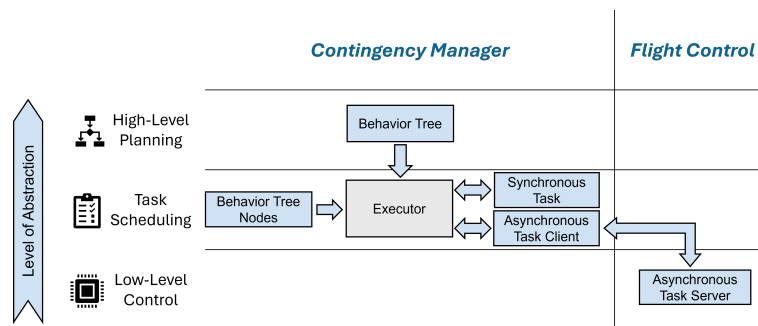 Contingency Manager
Flight Control
Level of Abstraction
High-Level
Planning
Behavior Tree
Task
Scheduling
Behavior Tree
Nodes
Executor
Synchronous
Task
Asynchronous
Task Client
Low-Level
Control
Asynchronous
Task Server